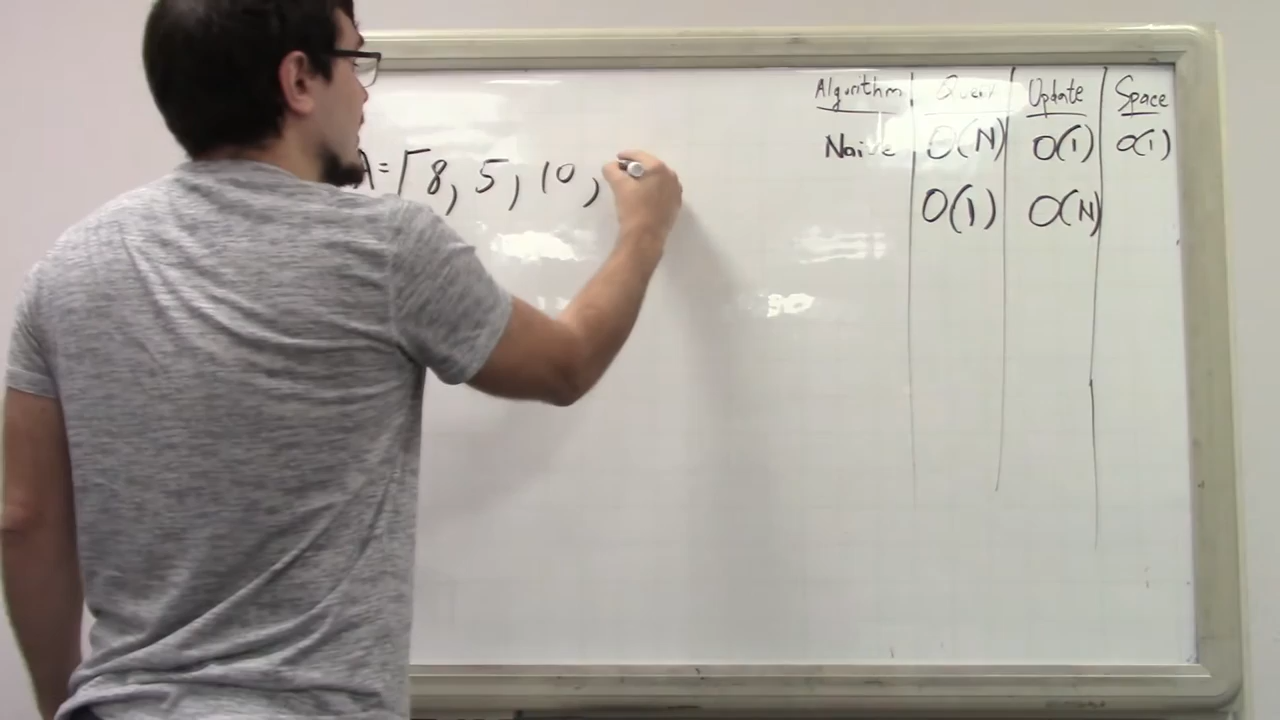 Algorithm Query Update Space
Naive O(N) O(1) O(1)
A=[8, 5, 10,
O(1) O(N)